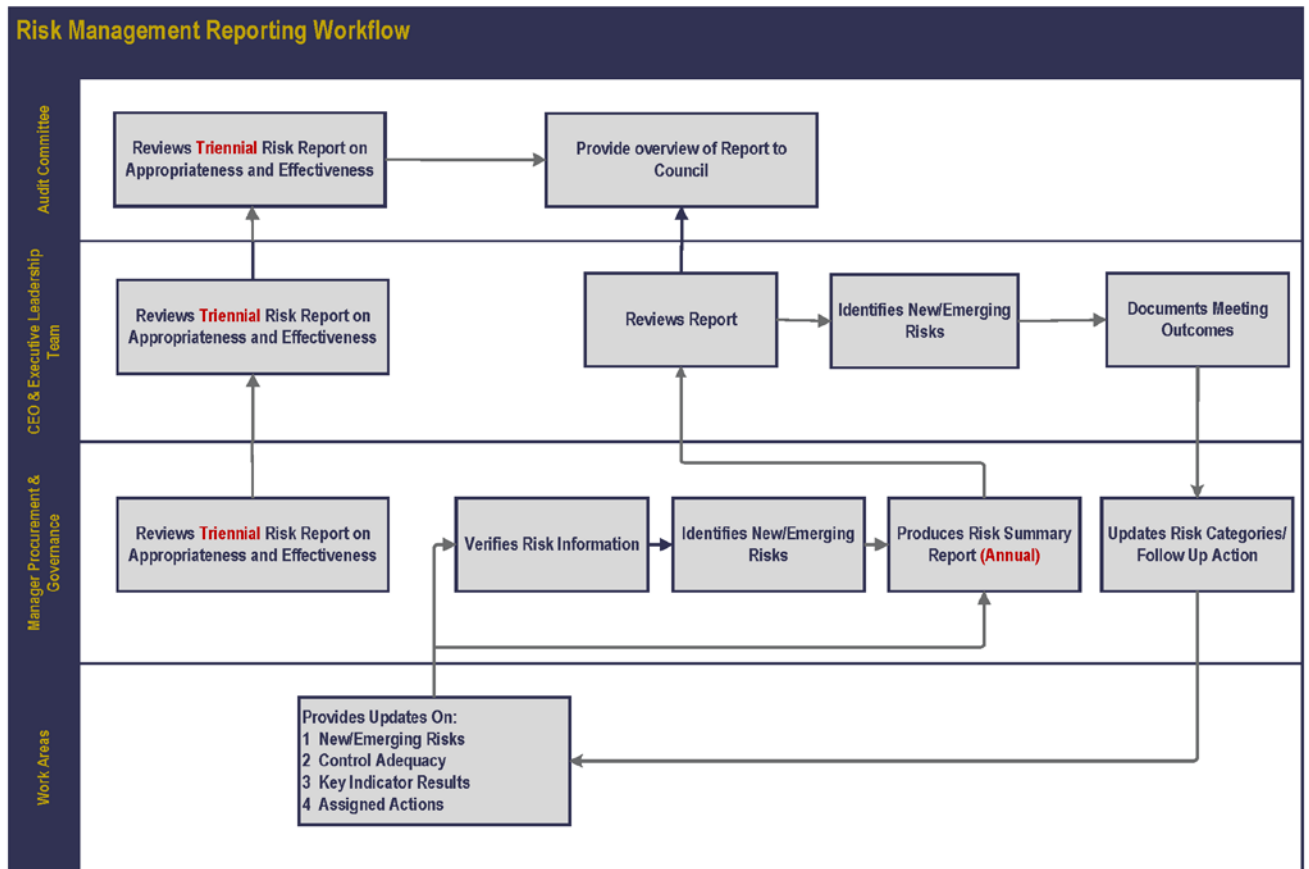 Risk Management Reporting Workflow
Audit Committee
Reviews Triennial Risk Report on
Appropriateness and Effectiveness
Provide overview of Report to
Council
CEO & Executive Leadership
Team
Reviews Triennial Risk Report on
Appropriateness and Effectiveness
Reviews Report
Identifies New/Emerging
Risks
Documents Meeting
Outcomes
Manager Procurement &
Governance
Reviews Triennial Risk Report on
Appropriateness and Effectiveness
Verifies Risk Information
Identifies New/Emerging
Risks
Produces Risk Summary
Report (Annual)
Updates Risk Categories/
Follow Up Action
Work Areas
Provides Updates On:
1 New/Emerging Risks
2 Control Adequacy
3 Key Indicator Results
4 Assigned Actions